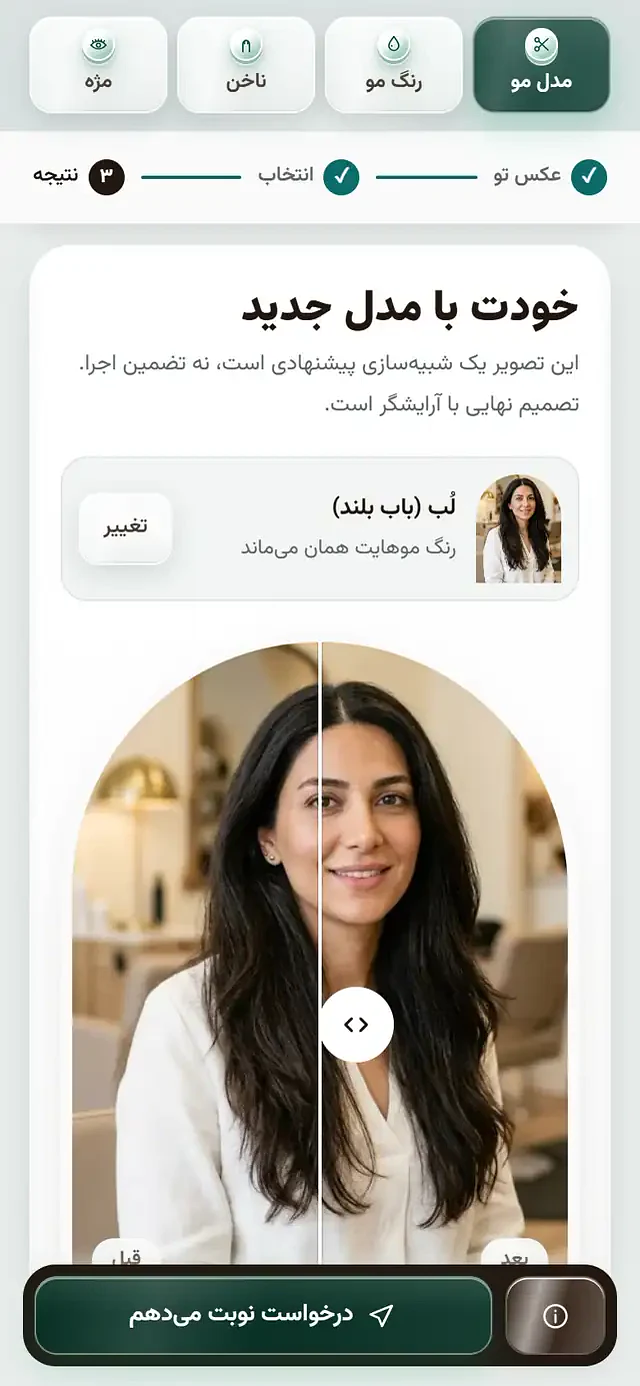 مدل مو
رنگ مو
ناخن
مژه
عکس تو
انتخاب
۳ نتیجه
خودت با مدل جدید
این تصویر یک شبیه‌سازی پیشنهادی است، نه تضمین اجرا.
تصمیم نهایی با آرایشگر است.
لُب (باب بلند)
رنگ موهایت همان می‌ماند
تغییر
بعد
قبل
درخواست نوبت می‌دهم